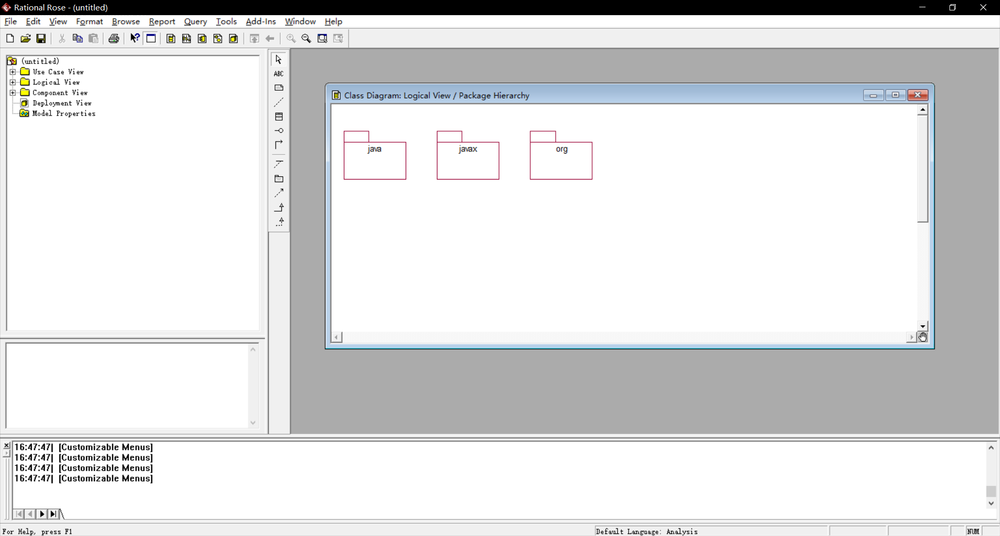 Rational Rose - (untitled)
File Edit View Format Browse Report Query Tools Add-Ins Window Help
(untitled)
Use Case View
Logical View
Component View
Deployment View
Model Properties
ABC
Class Diagram: Logical View / Package Hierarchy
java javax org
16:47:47| [Customizable Menus]
16:47:47| [Customizable Menus]
16:47:47| [Customizable Menus]
16:47:47| [Customizable Menus]
For Help, press F1 Default Language: Analysis NUM